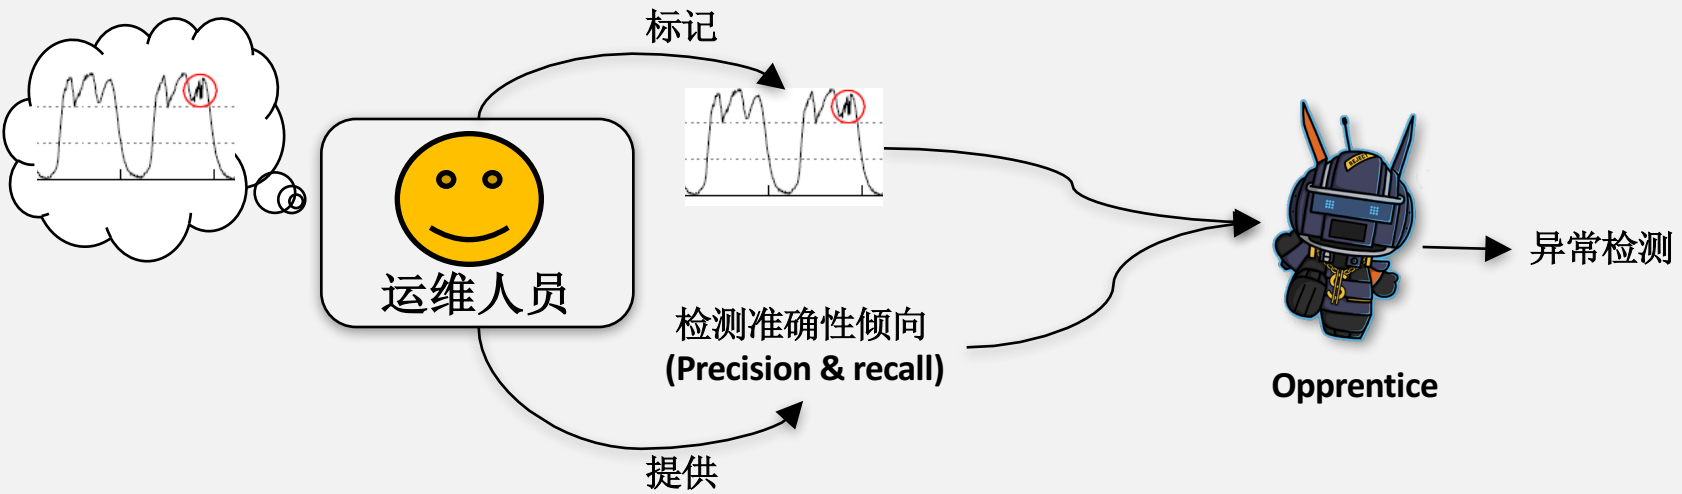 标记
运维人员
检测准确性倾向
(Precision & recall)
提供
REJECT
Opprentice
异常检测